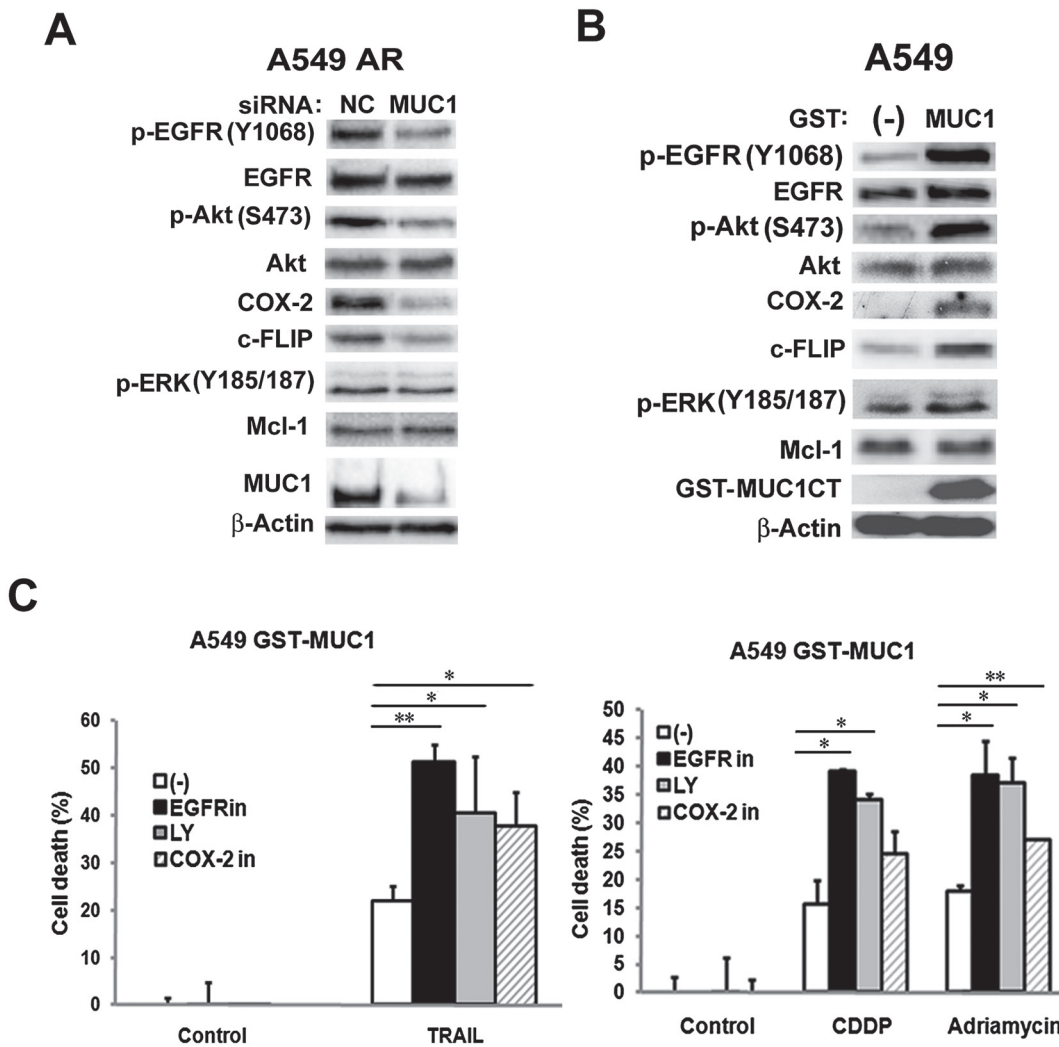 A
A549 AR
siRNA: NC MUC1
p-EGFR (Y1068)
EGFR
p-Akt (S473)
Akt
COX-2
c-FLIP
p-ERK (Y185/187)
Mcl-1
MUC1
β-Actin
B
A549
GST: (-) MUC1
p-EGFR (Y1068)
EGFR
p-Akt (S473)
Akt
COX-2
c-FLIP
p-ERK (Y185/187)
Mcl-1
GST-MUC1CT
β-Actin
C
A549 GST-MUC1
*
*
**
60
50
40
30
20
10
0
Cell death (%)
(-)
EGFRin
LY
COX-2 in
Control TRAIL
A549 GST-MUC1
*
*
**
*
*
50
45
40
35
30
25
20
15
10
5
0
Cell death (%)
(-)
EGFR in
LY
COX-2 in
Control CDDP Adriamycin